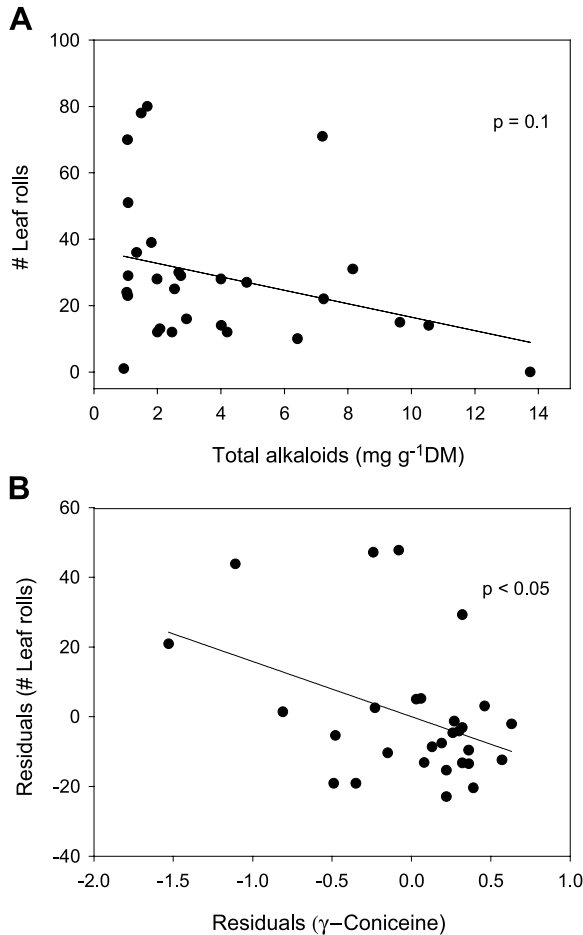 A
100
80
60
40
20
0
# Leaf rolls
p = 0.1
0 2 4 6 8 10 12 14
Total alkaloids (mg g⁻¹DM)
B
60
40
20
0
-20
-40
Residuals (# Leaf rolls)
p < 0.05
-2.0 -1.5 -1.0 -0.5 0.0 0.5 1.0
Residuals (γ−Coniceine)